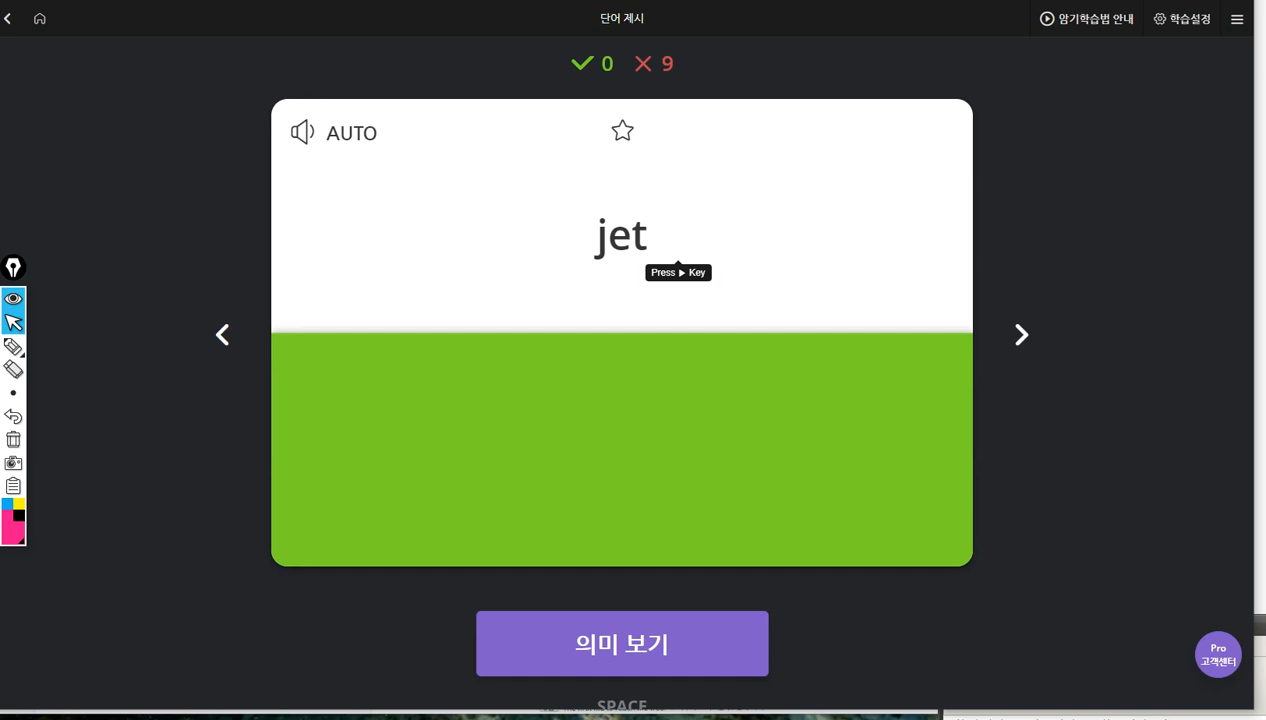 단어 제시
암기학습법 안내
학습설정
0 9
AUTO
jet
Press ▶ Key
의미 보기
Pro
고객센터
SPACE